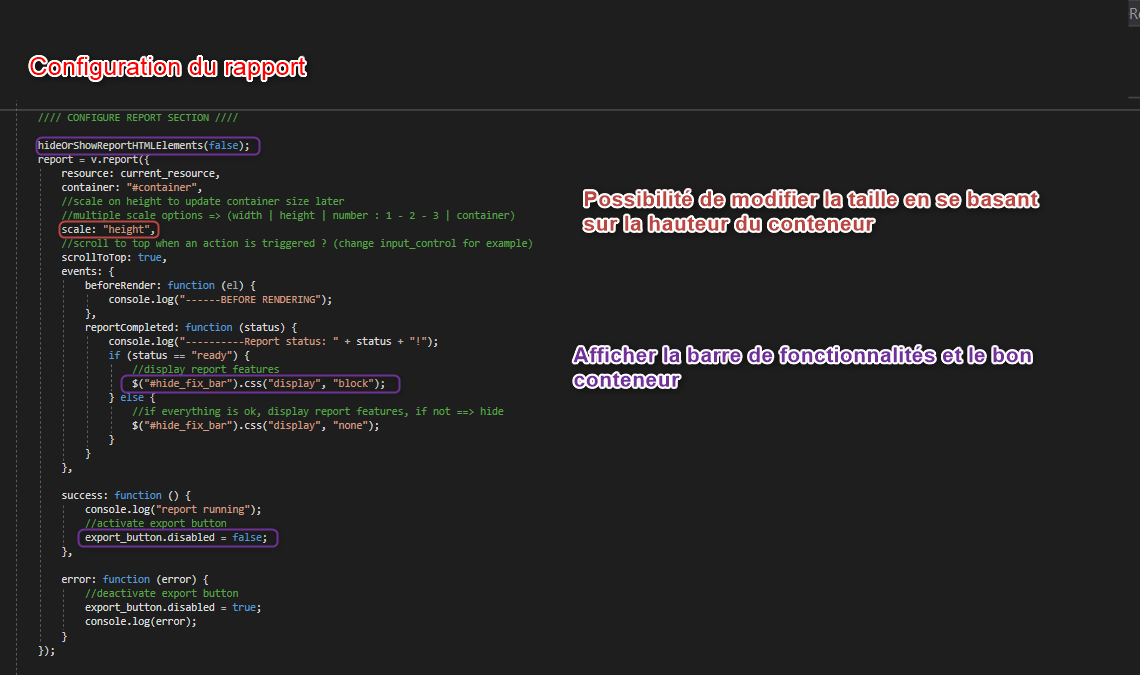 Re
Configuration du rapport
//// CONFIGURE REPORT SECTION ////
hideOrShowReportHTMLElements(false);
report = v.report({
resource: current_resource,
container: "#container",
//scale on height to update container size later
//multiple scale options => (width | height | number : 1 - 2 - 3 | container)
scale: "height",
Possibilité de modifier la taille en se basant
sur la hauteur du conteneur
//scroll to top when an action is triggered ? (change input_control for example)
scrollToTop: true,
events: {
beforeRender: function (el) {
console.log("------BEFORE RENDERING");
},
reportCompleted: function (status) {
console.log("----------Report status: " + status + "!");
if (status == "ready") {
//display report features
$("#hide_fix_bar").css("display", "block");
Afficher la barre de fonctionnalités et le bon
conteneur
} else {
//if everything is ok, display report features, if not ==> hide
$("#hide_fix_bar").css("display", "none");
}
}
},
success: function () {
console.log("report running");
//activate export button
export_button.disabled = false;
},
error: function (error) {
//deactivate export button
export_button.disabled = true;
console.log(error);
}
});